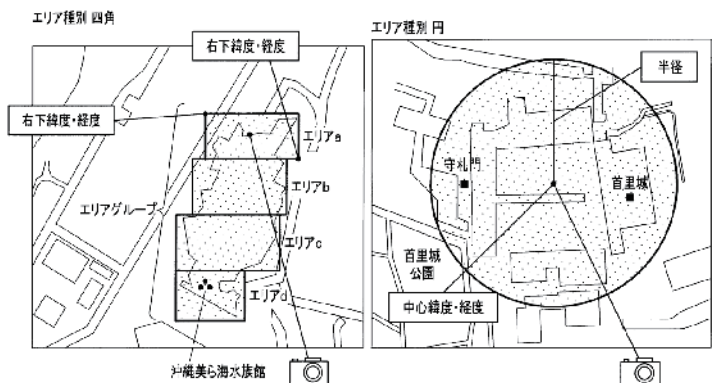 エリア種別 四角
右下緯度・経度
右下緯度・経度
エリアa
エリアb
エリアグループ
エリアc
エリアd
沖縄美ら海水族館
エリア種別 円
半径
守礼門
首里城
首里城
公園
中心緯度・経度